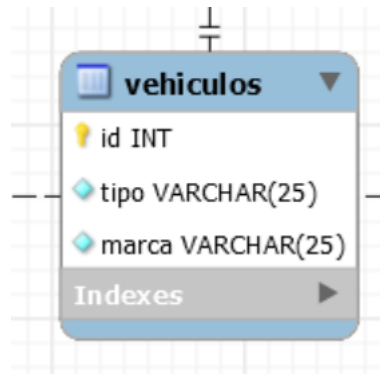 vehiculos
id INT
tipo VARCHAR(25)
marca VARCHAR(25)
Indexes